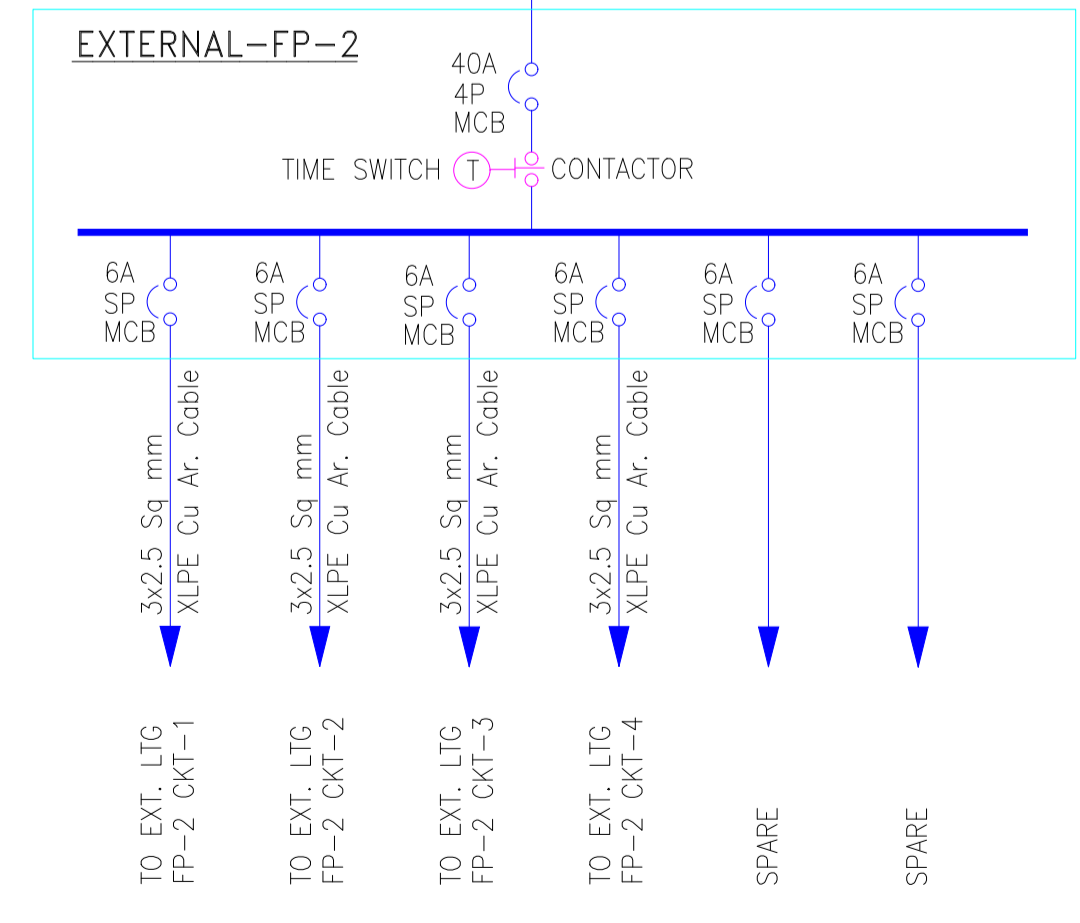 EXTERNAL-FP-2
40A
4P
MCB
TIME SWITCH
T
CONTACTOR
6A
SP
MCB
6A
SP
MCB
6A
SP
MCB
6A
SP
MCB
6A
SP
MCB
6A
SP
MCB
3x2.5 Sq mm
XLPE Cu Ar. Cable
3x2.5 Sq mm
XLPE Cu Ar. Cable
3x2.5 Sq mm
XLPE Cu Ar. Cable
3x2.5 Sq mm
XLPE Cu Ar. Cable
TO EXT. LTG
FP-2 CKT-1
TO EXT. LTG
FP-2 CKT-2
TO EXT. LTG
FP-2 CKT-3
TO EXT. LTG
FP-2 CKT-4
SPARE
SPARE